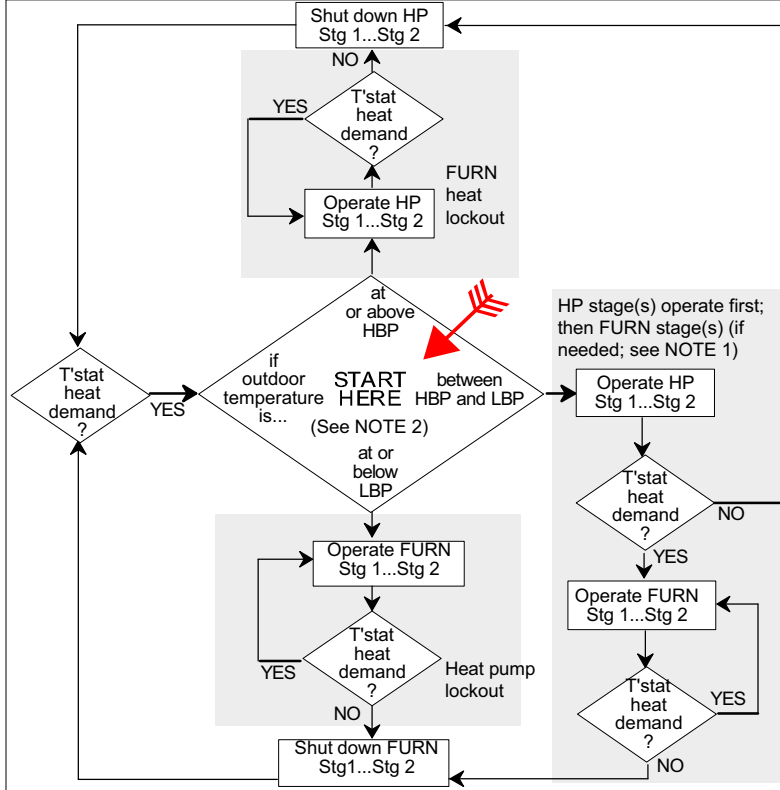 Shut down HP
Stg 1...Stg 2
NO
YES
T'stat
heat
demand
?
Operate HP
Stg 1...Stg 2
FURN
heat
lockout
at
or above
HBP
HP stage(s) operate first;
then FURN stage(s) (if
needed; see NOTE 1)
T'stat
heat
demand
?
YES
if
outdoor
temperature
is...
START
HERE
(See NOTE 2)
between
HBP and LBP
at or
below
LBP
Operate HP
Stg 1...Stg 2
T'stat
heat
demand
?
NO
YES
Operate FURN
Stg 1...Stg 2
T'stat
heat
demand
?
YES
NO
Heat pump
lockout
Operate FURN
Stg 1...Stg 2
T'stat
heat
demand
?
YES
NO
Shut down FURN
Stg1...Stg 2